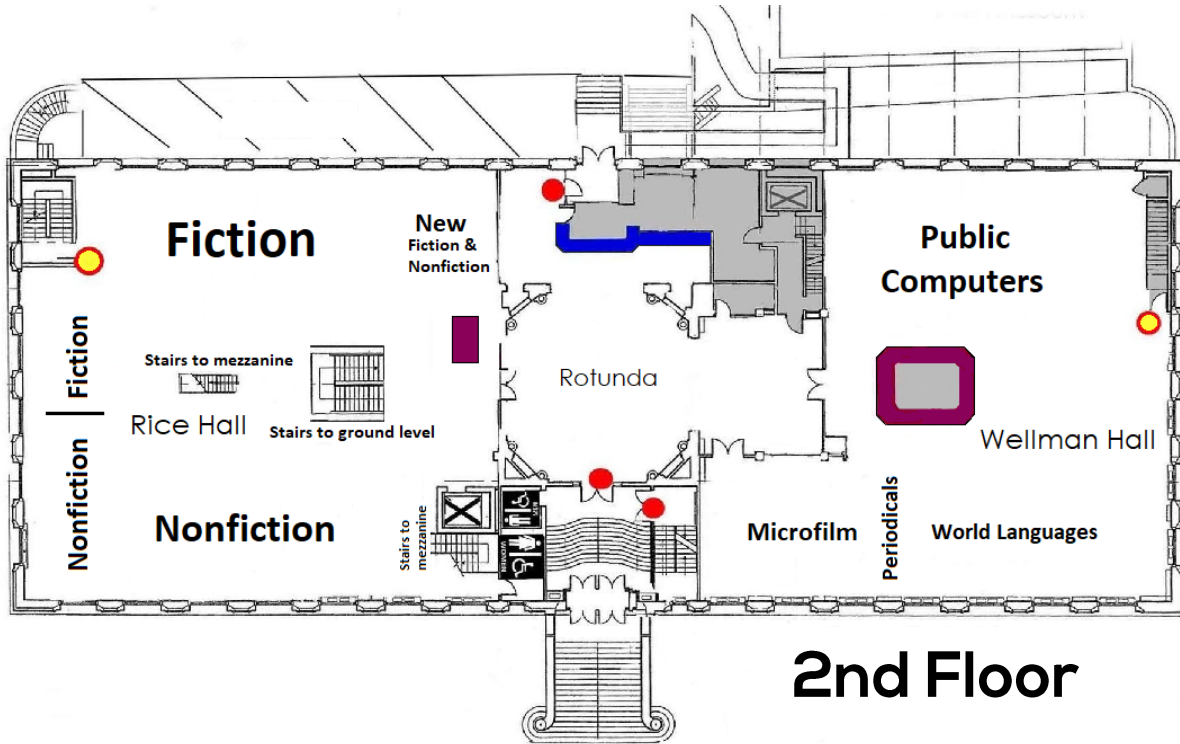 Fiction
New
Fiction &
Nonfiction
Public
Computers
Fiction
Stairs to mezzanine
Rotunda
Rice Hall
Stairs to ground level
Wellman Hall
Nonfiction
Nonfiction
Stairs to
mezzanine
Microfilm
Periodicals
World Languages
2nd Floor